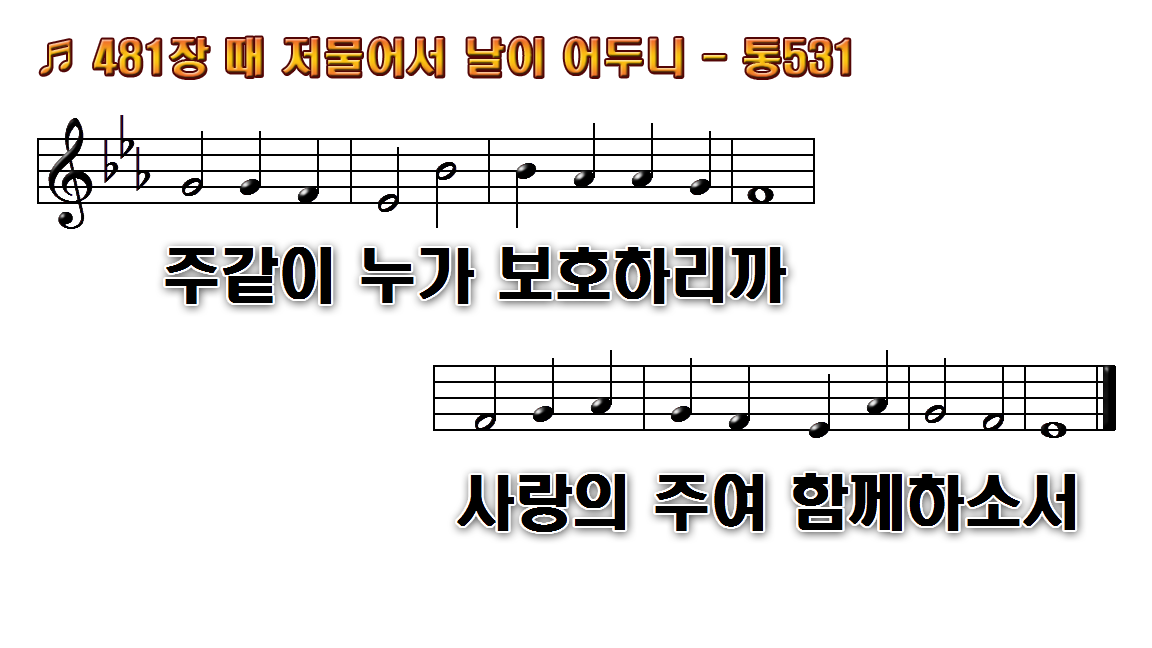 ♬ 481장 때 저물어서 날이 어두니 - 통531
주같이 누가 보호하리까
사랑의 주여 함께하소서